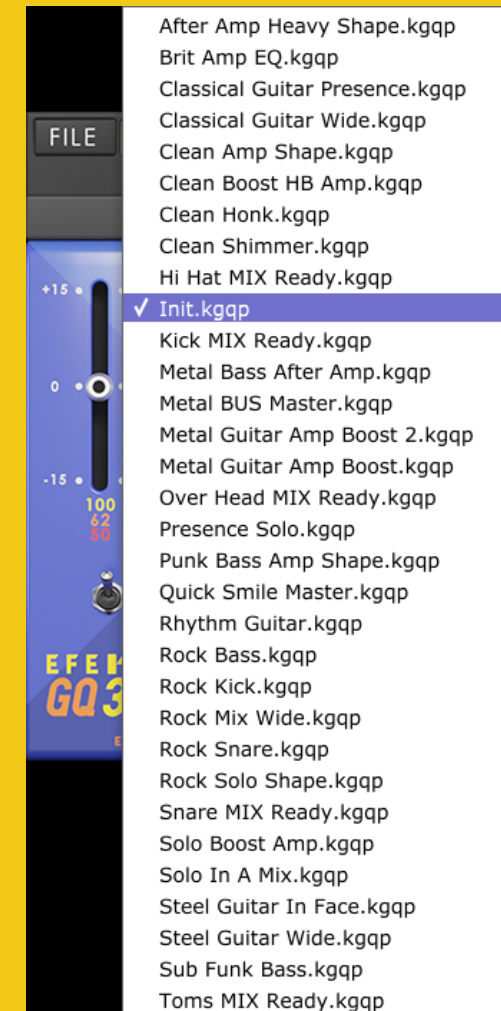 After Amp Heavy Shape.kgqp
Brit Amp EQ.kgqp
Classical Guitar Presence.kgqp
Classical Guitar Wide.kgqp
Clean Amp Shape.kgqp
Clean Boost HB Amp.kgqp
Clean Honk.kgqp
Clean Shimmer.kgqp
Hi Hat MIX Ready.kgqp
✓ Init.kgqp
Kick MIX Ready.kgqp
Metal Bass After Amp.kgqp
Metal BUS Master.kgqp
Metal Guitar Amp Boost 2.kgqp
Metal Guitar Amp Boost.kgqp
Over Head MIX Ready.kgqp
Presence Solo.kgqp
Punk Bass Amp Shape.kgqp
Quick Smile Master.kgqp
Rhythm Guitar.kgqp
Rock Bass.kgqp
Rock Kick.kgqp
Rock Mix Wide.kgqp
Rock Snare.kgqp
Rock Solo Shape.kgqp
Snare MIX Ready.kgqp
Solo Boost Amp.kgqp
Solo In A Mix.kgqp
Steel Guitar In Face.kgqp
Steel Guitar Wide.kgqp
Sub Funk Bass.kgqp
Toms MIX Ready.kgqp
FILE
+15
0
-15
100
62
50
GQ3